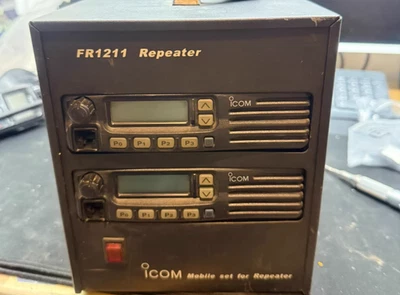 FR1211 Repeater
ICOM
P0 P1 P2 P3
ICOM
P0 P1 P2 P3
ICOM Mobile set for Repeater